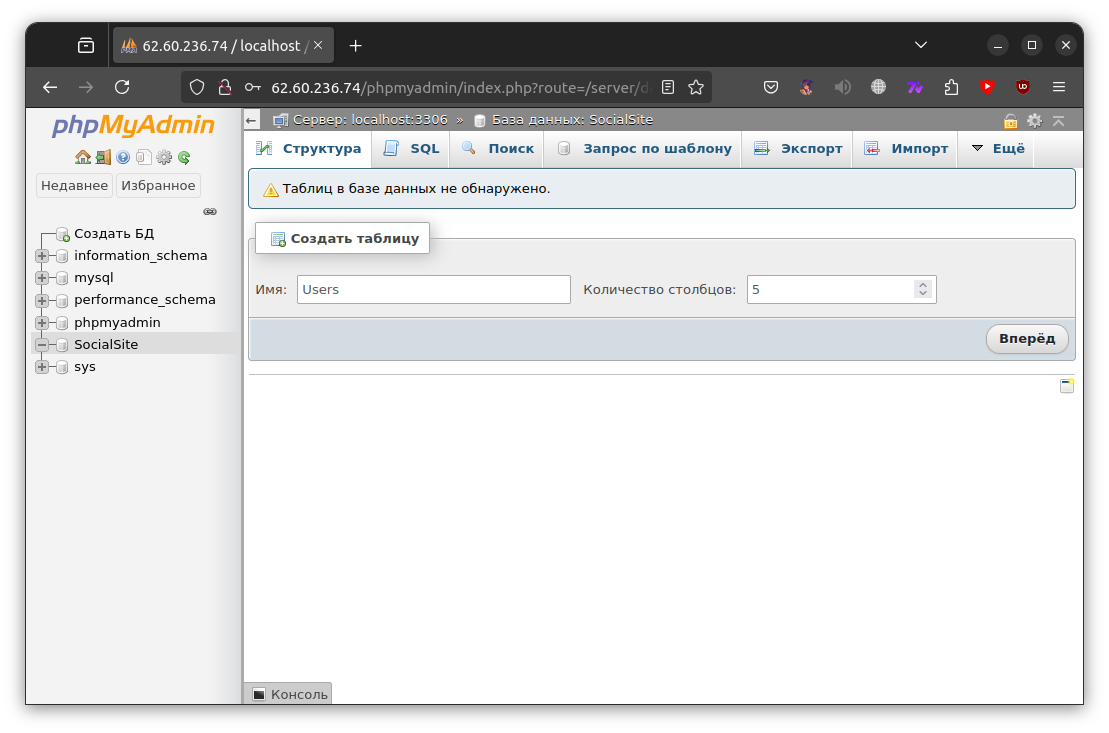 62.60.236.74 / localhost /
62.60.236.74/phpmyadmin/index.php?route=/server/d
phpMyAdmin
Недавнее Избранное
Создать БД
information_schema
mysql
performance_schema
phpmyadmin
SocialSite
sys
Сервер: localhost:3306 » База данных: SocialSite
Структура SQL Поиск Запрос по шаблону Экспорт Импорт Ещё
Таблиц в базе данных не обнаружено.
Создать таблицу
Имя: Users Количество столбцов: 5
Вперёд
Консоль